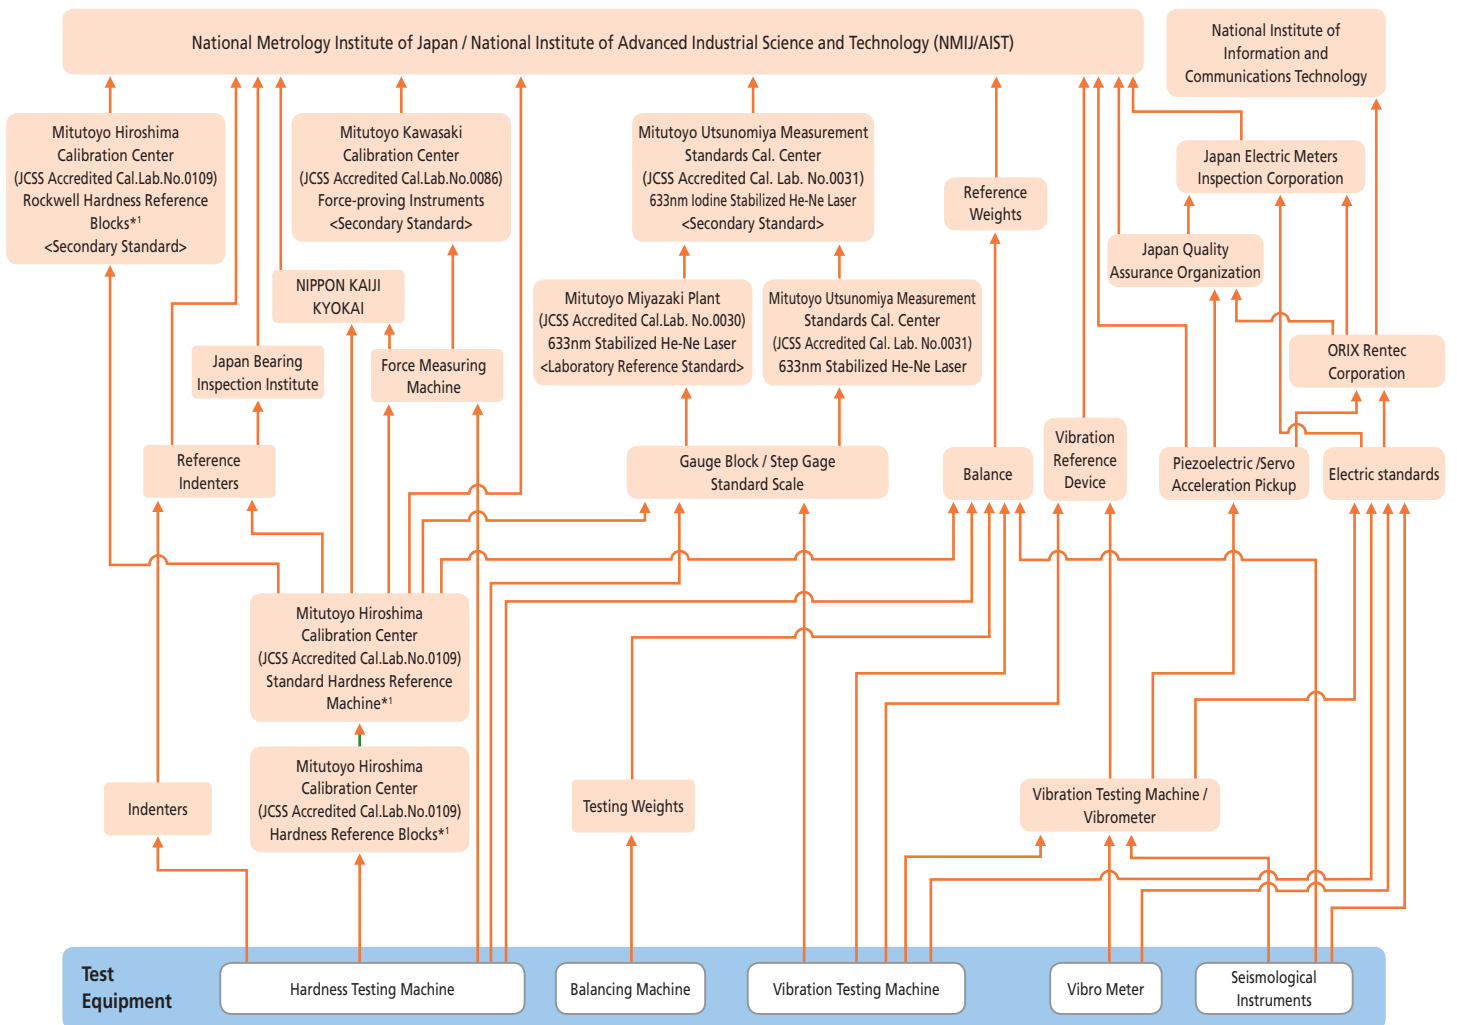 National Metrology Institute of Japan / National Institute of Advanced Industrial Science and Technology (NMIJ/AIST)
National Institute of
Information and
Communications Technology
Mitutoyo Hiroshima
Calibration Center
(JCSS Accredited Cal.Lab.No.0109)
Rockwell Hardness Reference
Blocks*1
<Secondary Standard>
Mitutoyo Kawasaki
Calibration Center
(JCSS Accredited Cal.Lab.No.0086)
Force-proving Instruments
<Secondary Standard>
Mitutoyo Utsunomiya Measurement
Standards Cal. Center
(JCSS Accredited Cal. Lab. No.0031)
633nm Iodine Stabilized He-Ne Laser
<Secondary Standard>
Reference
Weights
Japan Electric Meters
Inspection Corporation
Japan Quality
Assurance Organization
NIPPON KAIJI
KYOKAI
Mitutoyo Miyazaki Plant
(JCSS Accredited Cal.Lab. No.0030)
633nm Stabilized He-Ne Laser
<Laboratory Reference Standard>
Mitutoyo Utsunomiya Measurement
Standards Cal. Center
(JCSS Accredited Cal. Lab. No.0031)
633nm Stabilized He-Ne Laser
ORIX Rentec
Corporation
Japan Bearing
Inspection Institute
Force Measuring
Machine
Reference
Indenters
Gauge Block / Step Gage
Standard Scale
Balance
Vibration
Reference
Device
Piezoelectric /Servo
Acceleration Pickup
Electric standards
Mitutoyo Hiroshima
Calibration Center
(JCSS Accredited Cal.Lab.No.0109)
Standard Hardness Reference
Machine*1
Mitutoyo Hiroshima
Calibration Center
(JCSS Accredited Cal.Lab.No.0109)
Hardness Reference Blocks*1
Indenters
Testing Weights
Vibration Testing Machine /
Vibrometer
Test
Equipment
Hardness Testing Machine
Balancing Machine
Vibration Testing Machine
Vibro Meter
Seismological
Instruments